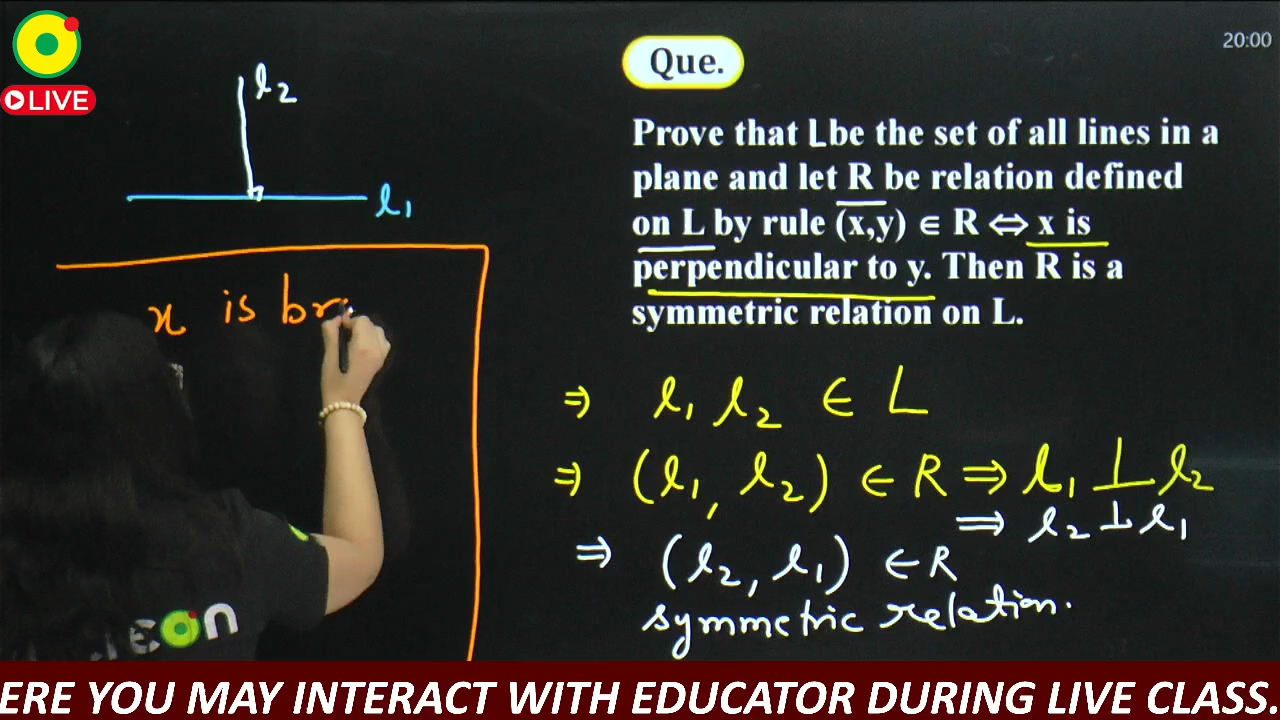 LIVE
20:00
Que.
Prove that L be the set of all lines in a
plane and let R be relation defined
on L by rule (x,y) ∈ R ⇔ x is
perpendicular to y. Then R is a
symmetric relation on L.
l2
l1
x is br
⇒ l1 l2 ∈ L
⇒ (l1, l2) ∈ R ⇒ l1 ⊥ l2
⇒ l2 ⊥ l1
⇒ (l2, l1) ∈ R
symmetric relation.
ERE YOU MAY INTERACT WITH EDUCATOR DURING LIVE CLASS.